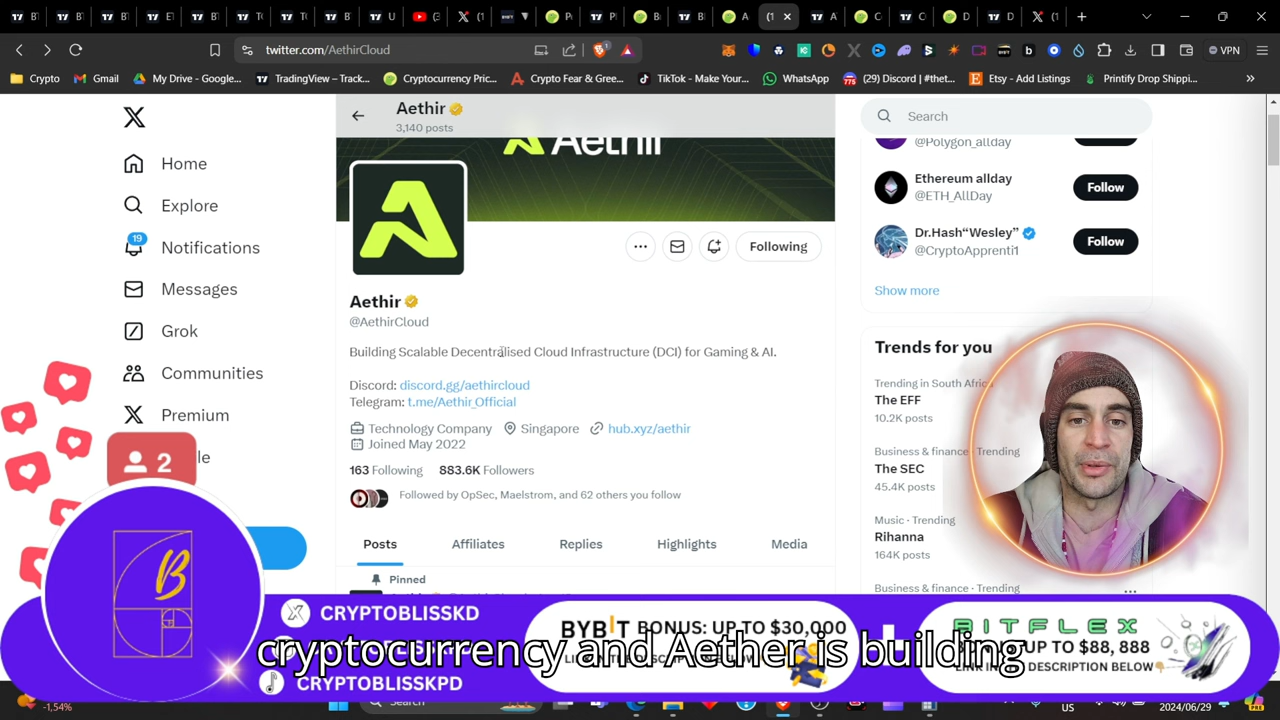 twitter.com/AethirCloud
VPN
Crypto
Gmail
My Drive - Google...
TradingView – Track...
Cryptocurrency Pric...
Crypto Fear & Gree...
TikTok - Make Your...
WhatsApp
(29) Discord | #thet...
Etsy - Add Listings
Printify Drop Shippi...
Aethir
3,140 posts
Aethir
Search
Home
Explore
19
Notifications
Messages
Grok
Communities
Premium
Following
Aethir
@AethirCloud
Building Scalable Decentralised Cloud Infrastructure (DCI) for Gaming & AI.
Discord: discord.gg/aethircloud
Telegram: t.me/Aethir_Official
Technology Company Singapore hub.xyz/aethir
Joined May 2022
163 Following 883.6K Followers
Followed by OpSec, Maelstrom, and 62 others you follow
Posts Affiliates Replies Highlights Media
Pinned
@Polygon_allday
Ethereum allday
@ETH_AllDay
Follow
Dr.Hash“Wesley”
@CryptoApprenti1
Follow
Show more
Trends for you
Trending in South Africa
The EFF
10.2K posts
Business & finance · Trending
The SEC
45.4K posts
Music · Trending
Rihanna
164K posts
Business & finance · Trending
2
B
CRYPTOBLISSKD
CRYPTOBLISSKPD
BYBIT BONUS: UP TO $30,000
BITFLEX
UP TO $88, 888
LINK IN DESCRIPTION BELOW
cryptocurrency and Aether is building
-1,54%
Search
US
2024/06/29